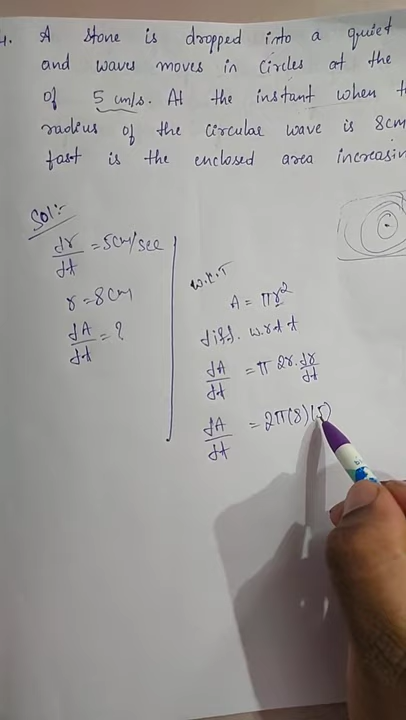 4. A stone is dropped into a quiet
and waves moves in circles at the
of 5 cm/s. At the instant when
radius of the circular wave is 8cm
fast is the enclosed area increasin
Sol:-
dr/dt = 5cm/sec
r = 8cm
dA/dt = ?
W.K.T
A = πr²
diff. w.r.t t
dA/dt = π 2r. dr/dt
dA/dt = 2π(8)(5)